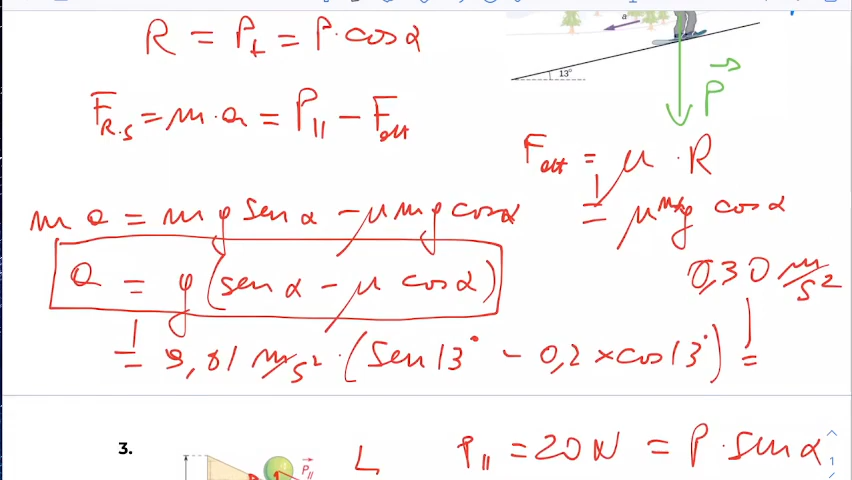 R = P⊥ = P · cos α
a
13°
P
F_R.s = m · a = P∥ − F_att
F_att = μ · R
= μ m g cos α
m a = m g sen α − μ m g cos α
a = g (sen α − μ cos α)
0,30 m/s²
= 9,81 m/s² · (sen 13° − 0,2 × cos 13°) =
3.
L
P∥ = 20 N = P · sen α
P∥
1